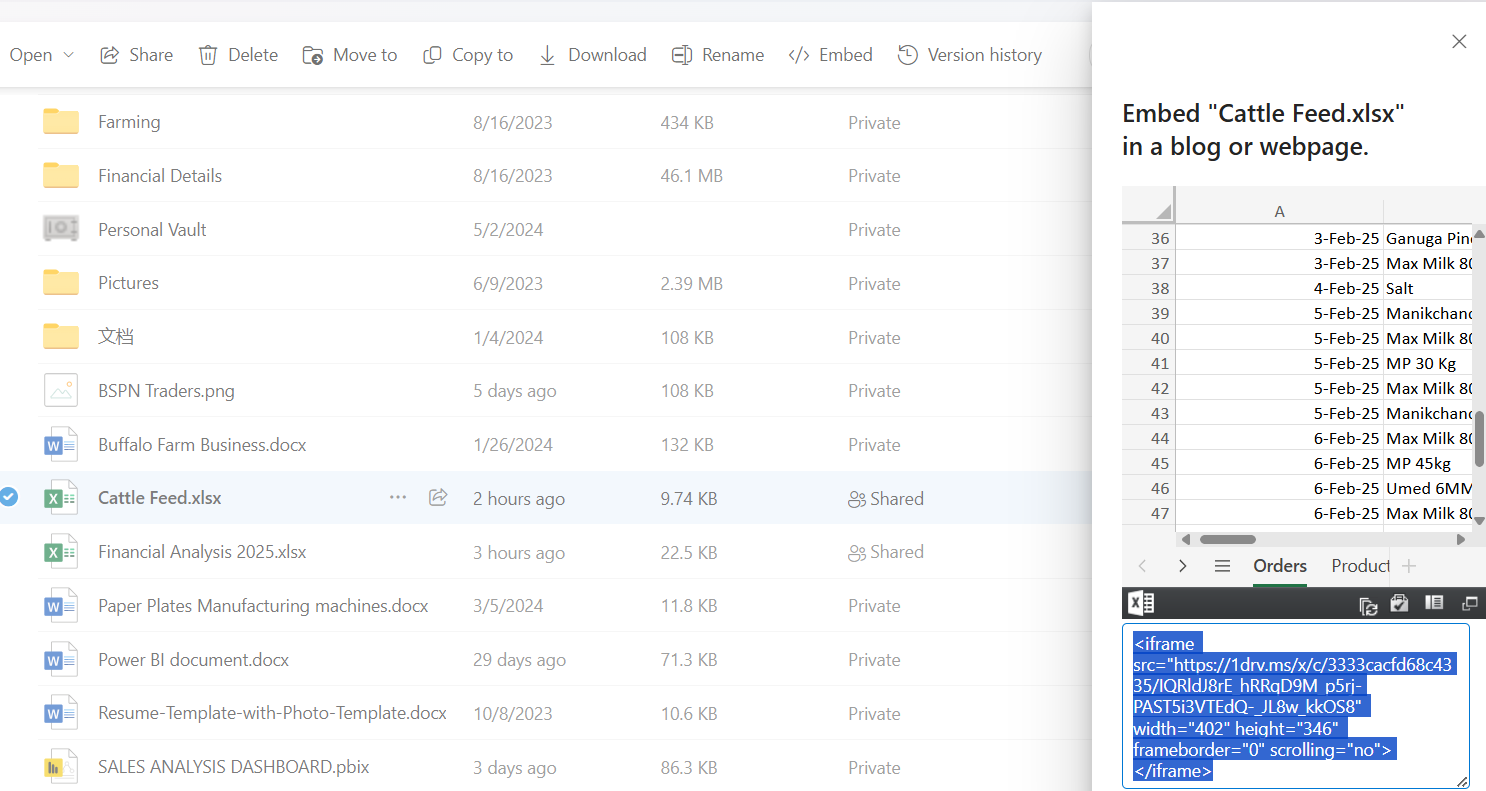 Open Share Delete Move to Copy to Download Rename Embed Version history
Farming 8/16/2023 434 KB Private
Financial Details 8/16/2023 46.1 MB Private
Personal Vault 5/2/2024 Private
Pictures 6/9/2023 2.39 MB Private
文档 1/4/2024 108 KB Private
BSPN Traders.png 5 days ago 108 KB Private
Buffalo Farm Business.docx 1/26/2024 132 KB Private
Cattle Feed.xlsx ... 2 hours ago 9.74 KB Shared
Financial Analysis 2025.xlsx 3 hours ago 22.5 KB Shared
Paper Plates Manufacturing machines.docx 3/5/2024 11.8 KB Private
Power BI document.docx 29 days ago 71.3 KB Private
Resume-Template-with-Photo-Template.docx 10/8/2023 10.6 KB Private
SALES ANALYSIS DASHBOARD.pbix 3 days ago 86.3 KB Private
Embed "Cattle Feed.xlsx"
in a blog or webpage.
A
36 3-Feb-25 Ganuga Pin
37 3-Feb-25 Max Milk 80
38 4-Feb-25 Salt
39 5-Feb-25 Manikchand
40 5-Feb-25 Max Milk 80
41 5-Feb-25 MP 30 Kg
42 5-Feb-25 Max Milk 80
43 5-Feb-25 Manikchand
44 6-Feb-25 Max Milk 80
45 6-Feb-25 MP 45kg
46 6-Feb-25 Umed 6MM
47 6-Feb-25 Max Milk 80
Orders Product
<iframe
src="https://1drv.ms/x/c/3333cacfd68c43
35/IQRldJ8rE_hRRqD9M_p5rj-
PAST5i3VTEdQ-_JL8w_kkOS8"
width="402" height="346"
frameborder="0" scrolling="no">
</iframe>